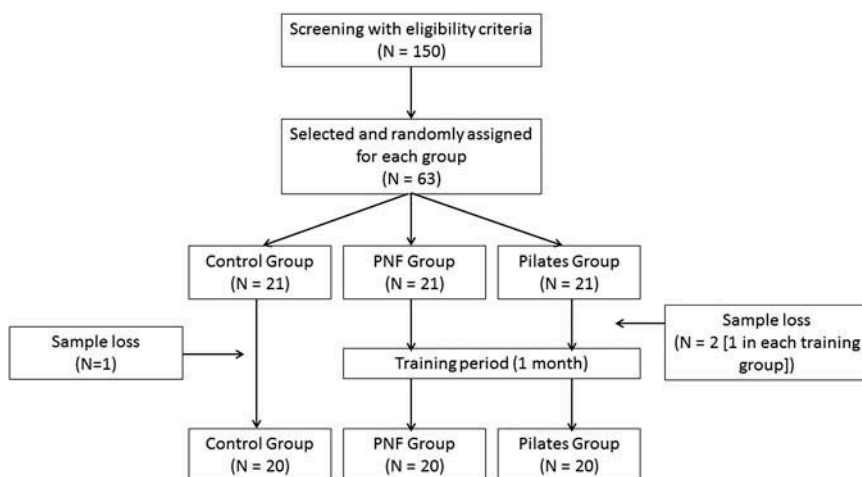 Screening with eligibility criteria
(N = 150)
Selected and randomly assigned
for each group
(N = 63)
Control Group
(N = 21)
PNF Group
(N = 21)
Pilates Group
(N = 21)
Sample loss
(N=1)
Sample loss
(N = 2 [1 in each training
group])
Training period (1 month)
Control Group
(N = 20)
PNF Group
(N = 20)
Pilates Group
(N = 20)